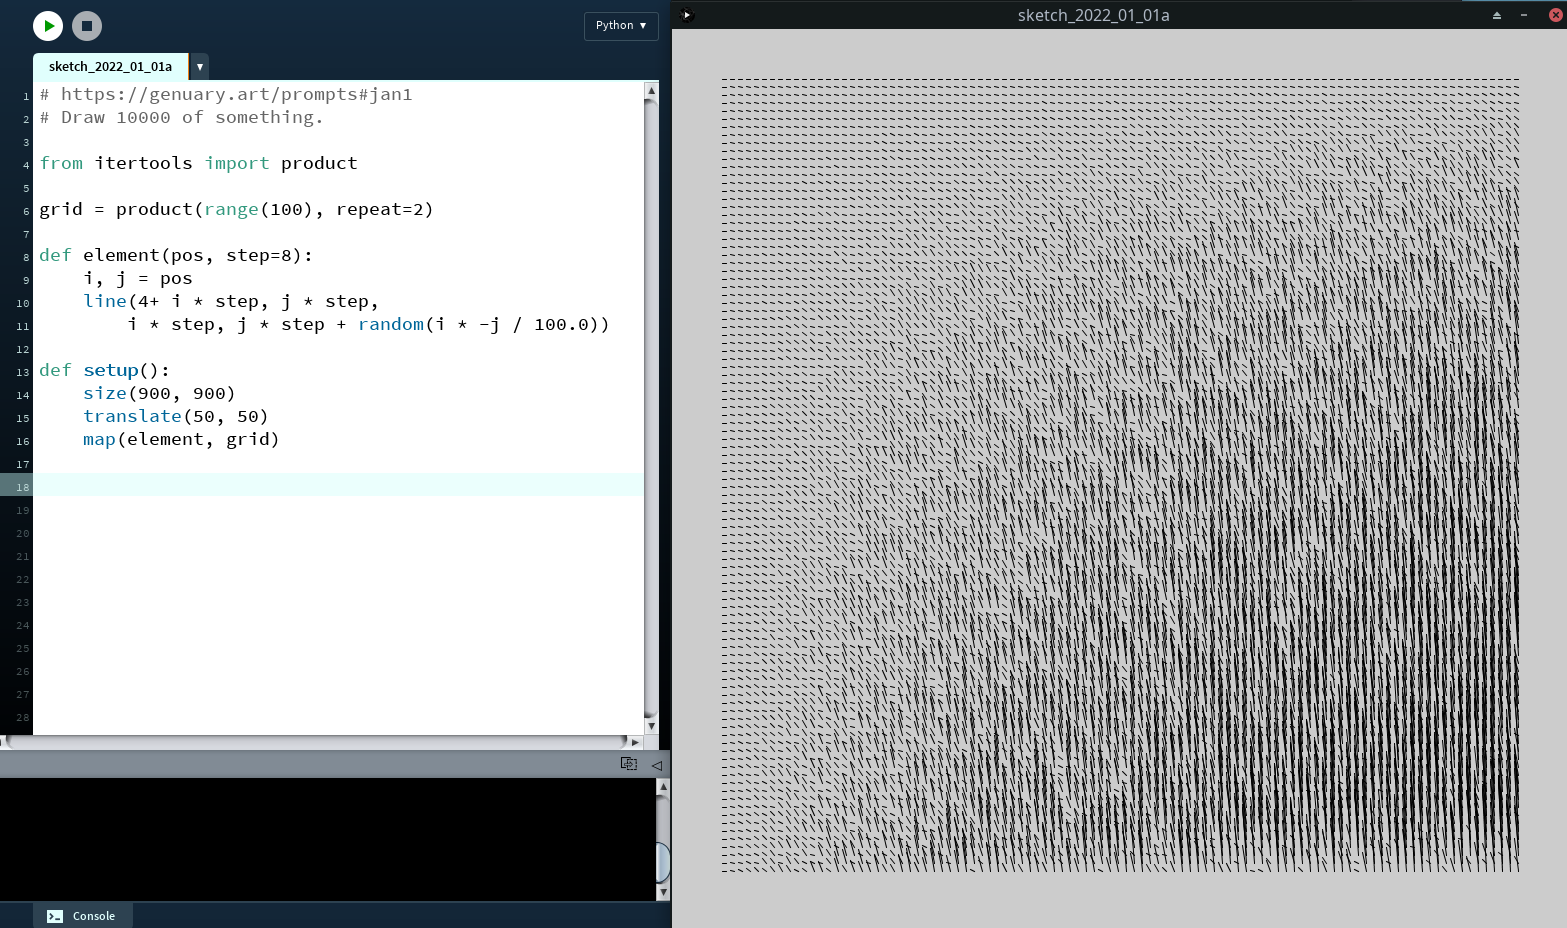 Python ▾
sketch_2022_01_01a ▾
sketch_2022_01_01a
1 # https://genuary.art/prompts#jan1
2 # Draw 10000 of something.
3
4 from itertools import product
5
6 grid = product(range(100), repeat=2)
7
8 def element(pos, step=8):
9     i, j = pos
10     line(4+ i * step, j * step,
11         i * step, j * step + random(i * -j / 100.0))
12
13 def setup():
14     size(900, 900)
15     translate(50, 50)
16     map(element, grid)
17
18
19
20
21
22
23
24
25
26
27
28
Console